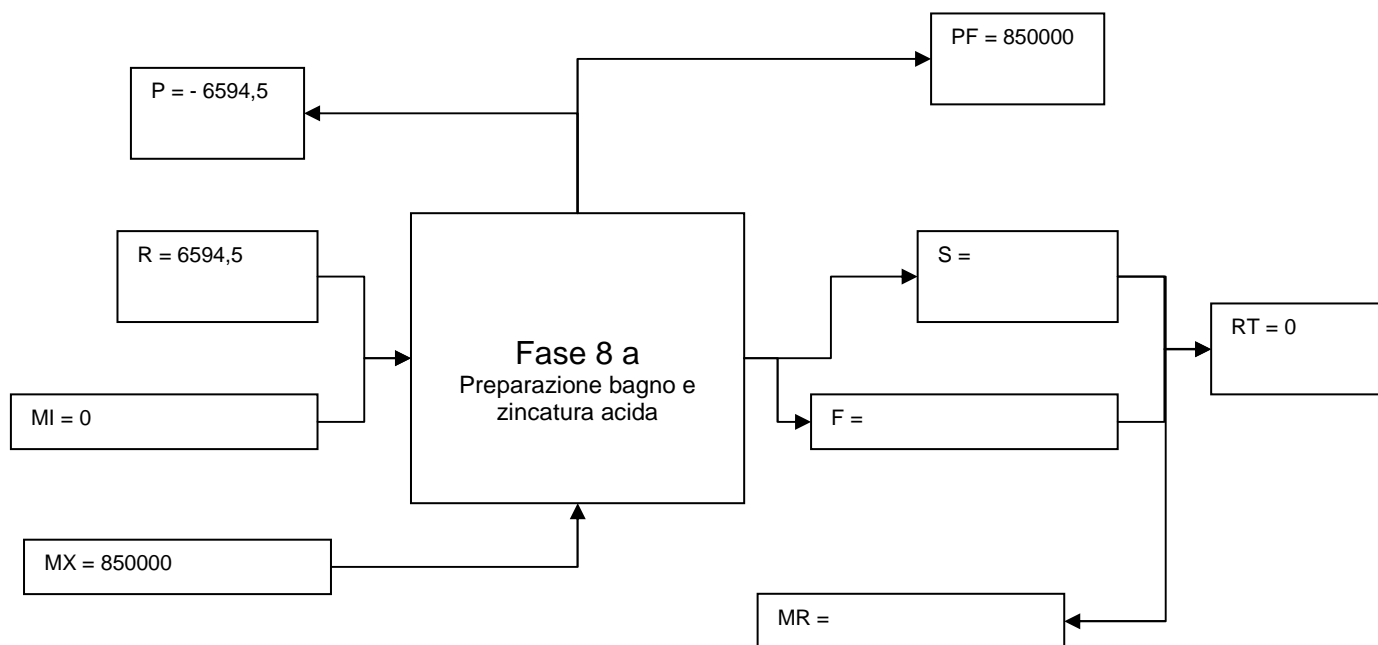 PF = 850000
P = - 6594,5
R = 6594,5
S =
RT = 0
Fase 8 a
Preparazione bagno e
zincatura acida
MI = 0
F =
MX = 850000
MR =